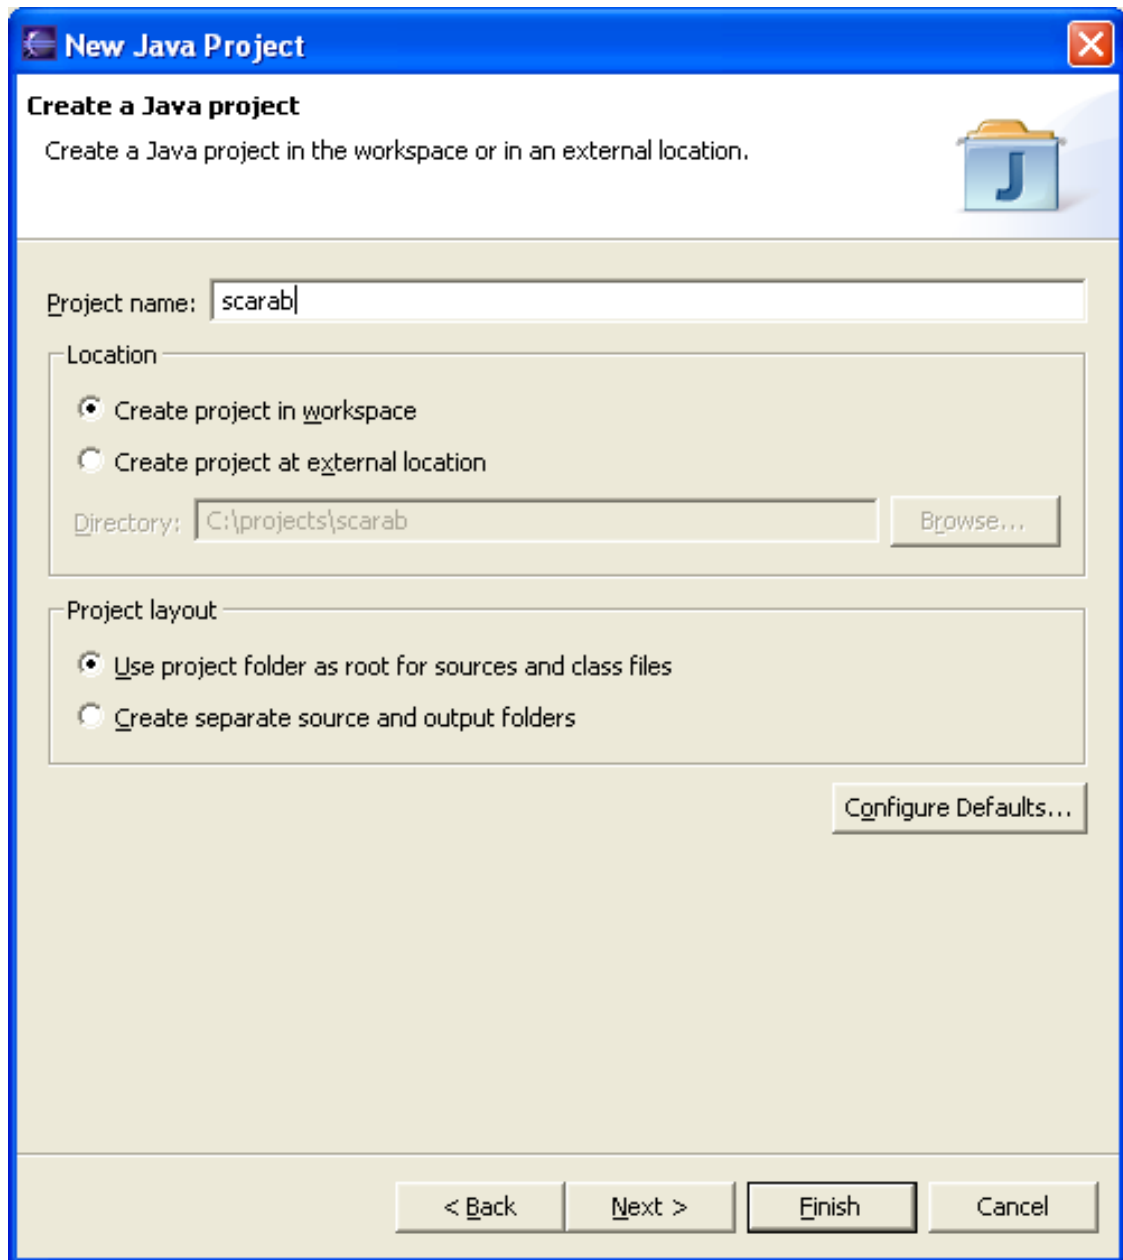 New Java Project
Create a Java project
Create a Java project in the workspace or in an external location.
J
Project name: scarab
Location
Create project in workspace
Create project at external location
Directory: C:\projects\scarab Browse...
Project layout
Use project folder as root for sources and class files
Create separate source and output folders
Configure Defaults...
< Back Next > Finish Cancel